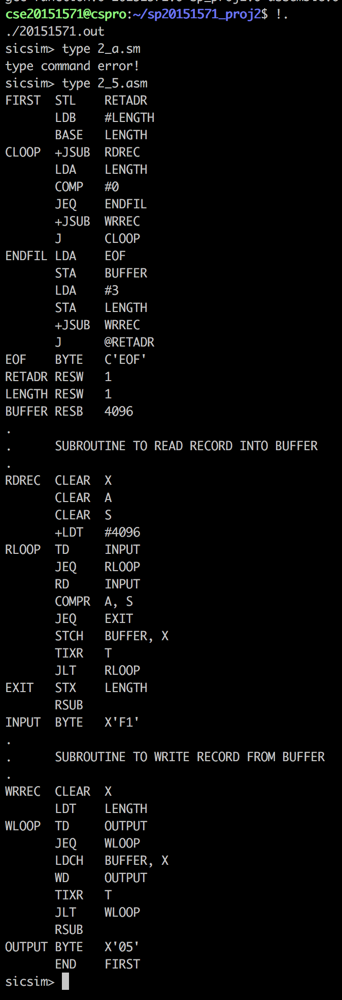 cse20151571@cspro:~/sp20151571_proj2$ !.
./20151571.out
sicsim> type 2_a.sm
type command error!
sicsim> type 2_5.asm
FIRST  STL    RETADR
       LDB    #LENGTH
       BASE   LENGTH
CLOOP  +JSUB  RDREC
       LDA    LENGTH
       COMP   #0
       JEQ    ENDFIL
       +JSUB  WRREC
       J      CLOOP
ENDFIL LDA    EOF
       STA    BUFFER
       LDA    #3
       STA    LENGTH
       +JSUB  WRREC
       J      @RETADR
EOF    BYTE   C'EOF'
RETADR RESW   1
LENGTH RESW   1
BUFFER RESB   4096
.
.      SUBROUTINE TO READ RECORD INTO BUFFER
.
RDREC  CLEAR  X
       CLEAR  A
       CLEAR  S
       +LDT   #4096
RLOOP  TD     INPUT
       JEQ    RLOOP
       RD     INPUT
       COMPR  A, S
       JEQ    EXIT
       STCH   BUFFER, X
       TIXR   T
       JLT    RLOOP
EXIT   STX    LENGTH
       RSUB
INPUT  BYTE   X'F1'
.
.      SUBROUTINE TO WRITE RECORD FROM BUFFER
.
WRREC  CLEAR  X
       LDT    LENGTH
WLOOP  TD     OUTPUT
       JEQ    WLOOP
       LDCH   BUFFER, X
       WD     OUTPUT
       TIXR   T
       JLT    WLOOP
       RSUB
OUTPUT BYTE   X'05'
       END    FIRST
sicsim>